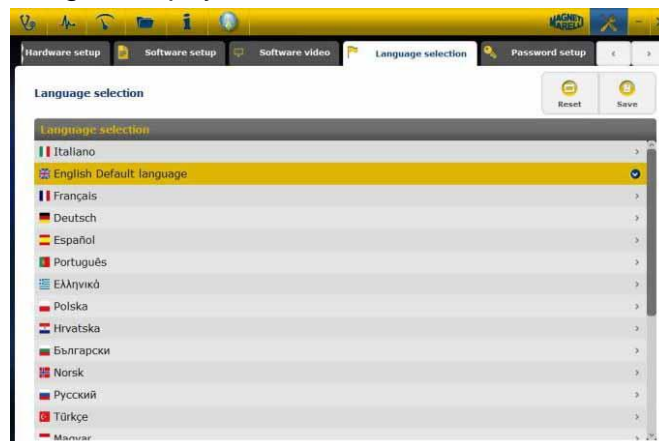 MAGNETI
MARELLI
Hardware setup
Software setup
Software video
Language selection
Password setup
Language selection
Reset
Save
Language selection
Italiano
English Default language
Français
Deutsch
Español
Português
Ελληνικά
Polska
Hrvatska
Български
Norsk
Русский
Türkçe
Magyar